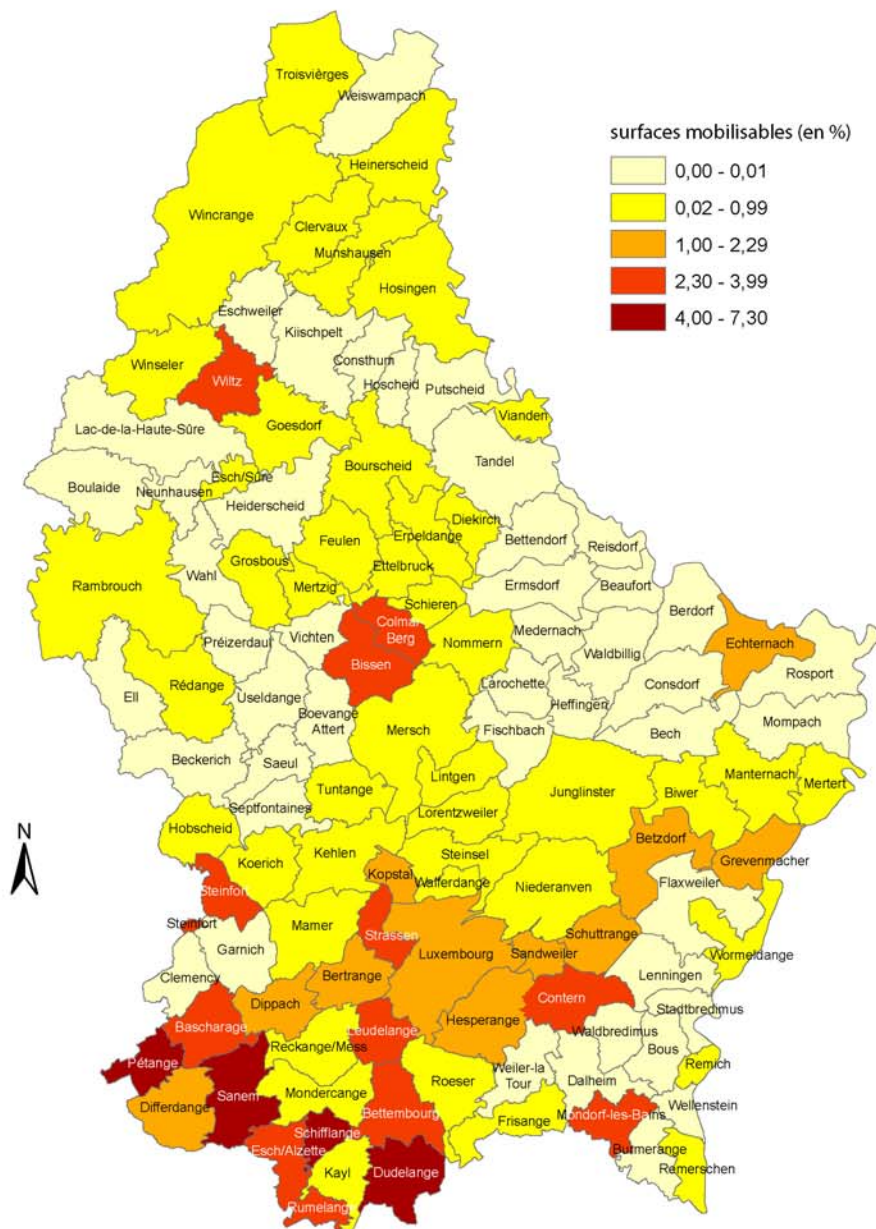 Troisvièrges
Weiswampach
surfaces mobilisables (en %)
0,00 - 0,01
0,02 - 0,99
1,00 - 2,29
2,30 - 3,99
4,00 - 7,30
Heinerscheid
Wincrange
Clervaux
Munshausen
Hosingen
Eschweiler
Kiischpelt
Consthum
Hoscheid
Putscheid
Winseler
Wiltz
Vianden
Goesdorf
Lac-de-la-Haute-Sûre
Bourscheid
Tandel
Esch/Sûre
Boulaide
Neunhausen
Heiderscheid
Diekirch
Erpeldange
Bettendorf
Reisdorf
Feulen
Grosbous
Ettelbruck
Rambrouch
Wahl
Mertzig
Ermsdorf
Beaufort
Schieren
Berdorf
Colmar
Berg
Préizerdaul
Vichten
Nommern
Medernach
Waldbillig
Echternach
Bissen
Rosport
Ell
Rédange
Useldange
Larochette
Consdorf
Heffingen
Boevange
Attert
Mersch
Fischbach
Bech
Mompach
Beckerich
Saeul
Lintgen
Tuntange
Junglinster
Biwer
Manternach
Mertert
Septfontaines
Lorentzweiler
Hobscheid
N
Koerich
Kehlen
Steinsel
Betzdorf
Grevenmacher
Kopstal
Walferdange
Niederanven
Flaxweiler
Steinfort
Steinfort
Mamer
Strassen
Schuttrange
Garnich
Luxembourg
Sandweiler
Wormeldange
Clemency
Bertrange
Lenningen
Dippach
Contern
Stadtbredimus
Bascharage
Leudelange
Hesperange
Waldbredimus
Reckange/Mess
Bous
Pétange
Weiler-la
Tour
Remich
Roeser
Dalheim
Sanem
Mondercange
Differdange
Bettembourg
Wellenstein
Frisange
Mondorf-les-Bains
Schifflange
Esch/Alzette
Burmerange
Remerschen
Kayl
Dudelange
Rumelange